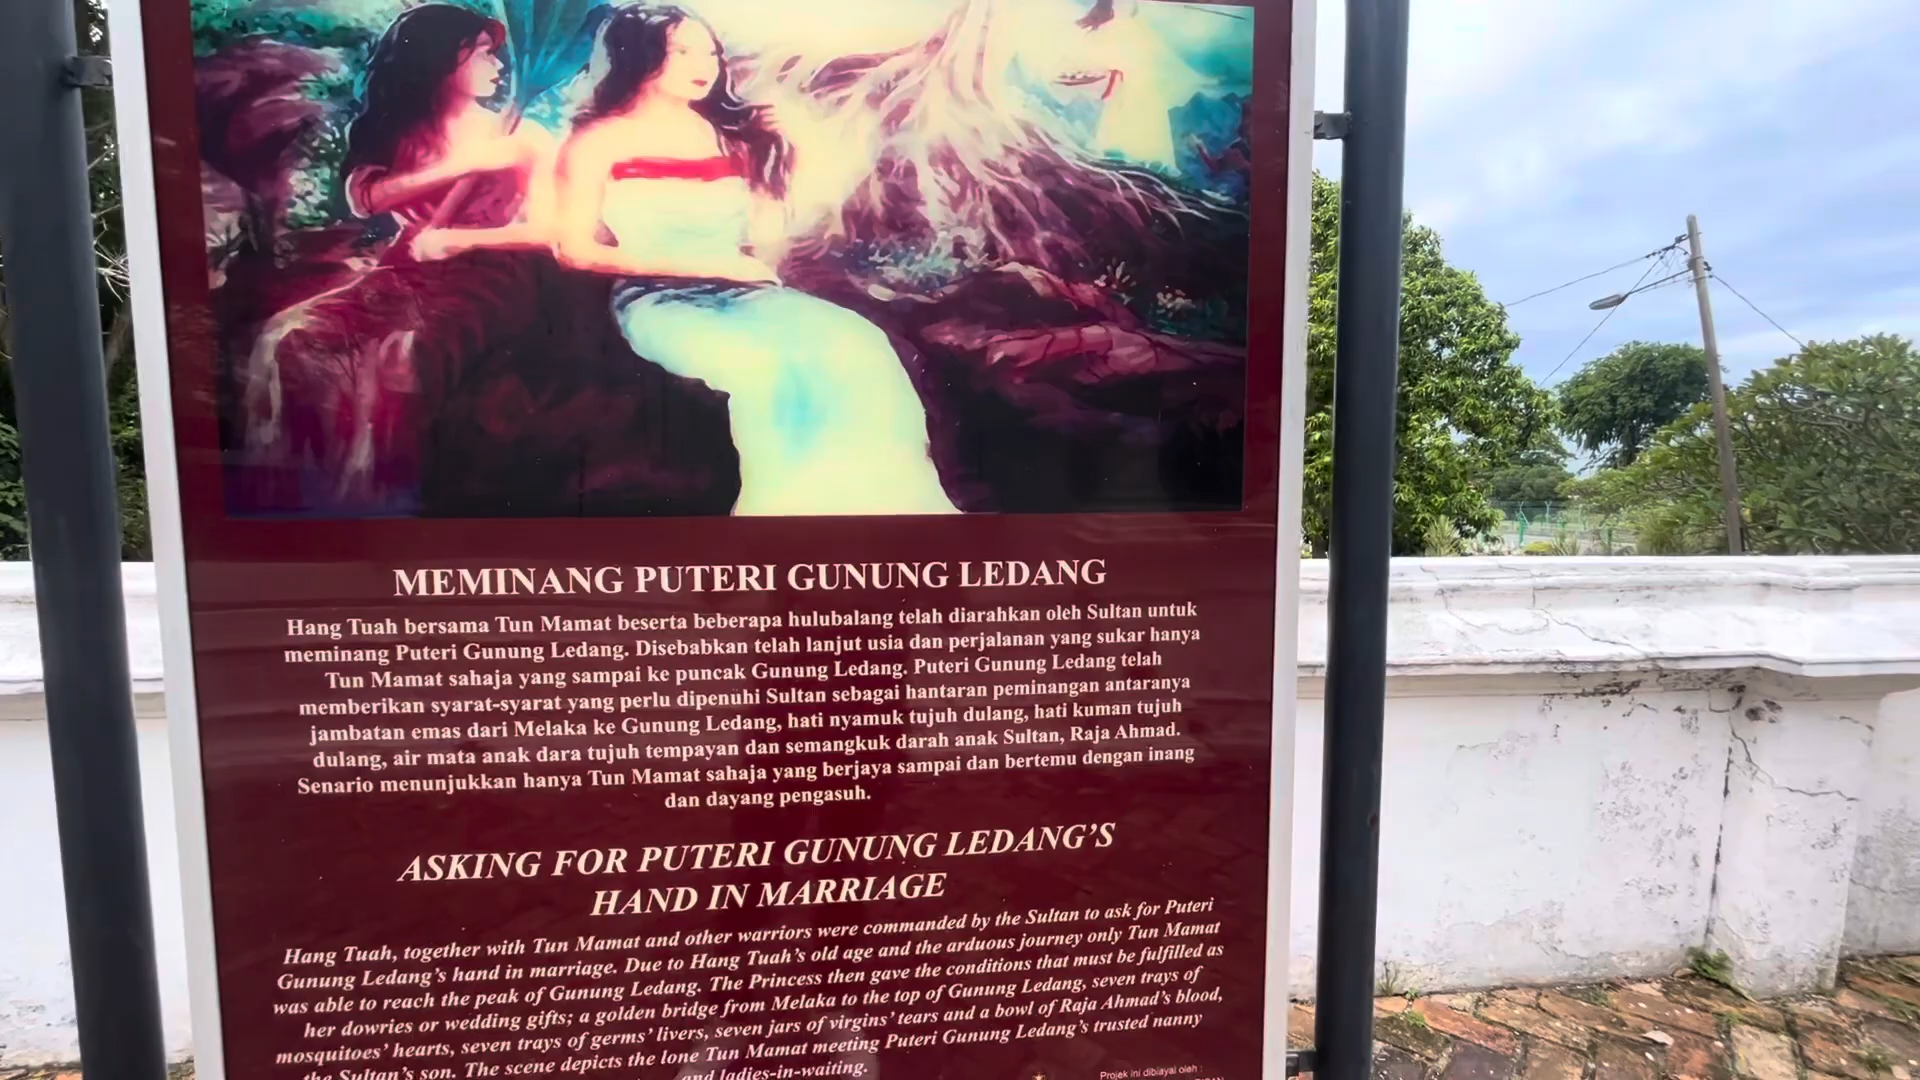 MEMINANG PUTERI GUNUNG LEDANG
Hang Tuah bersama Tun Mamat beserta beberapa hulubalang telah diarahkan oleh Sultan untuk
meminang Puteri Gunung Ledang. Disebabkan telah lanjut usia dan perjalanan yang sukar hanya
Tun Mamat sahaja yang sampai ke puncak Gunung Ledang. Puteri Gunung Ledang telah
memberikan syarat-syarat yang perlu dipenuhi Sultan sebagai hantaran peminangan antaranya
jambatan emas dari Melaka ke Gunung Ledang, hati nyamuk tujuh dulang, hati kuman tujuh
dulang, air mata anak dara tujuh tempayan dan semangkuk darah anak Sultan, Raja Ahmad.
Senario menunjukkan hanya Tun Mamat sahaja yang berjaya sampai dan bertemu dengan inang
dan dayang pengasuh.
ASKING FOR PUTERI GUNUNG LEDANG'S
HAND IN MARRIAGE
Hang Tuah, together with Tun Mamat and other warriors were commanded by the Sultan to ask for Puteri
Gunung Ledang's hand in marriage. Due to Hang Tuah's old age and the arduous journey only Tun Mamat
was able to reach the peak of Gunung Ledang. The Princess then gave the conditions that must be fulfilled as
her dowries or wedding gifts; a golden bridge from Melaka to the top of Gunung Ledang, seven trays of
mosquitoes' hearts, seven trays of germs' livers, seven jars of virgins' tears and a bowl of Raja Ahmad's blood,
the Sultan's son. The scene depicts the lone Tun Mamat meeting Puteri Gunung Ledang's trusted nanny
and ladies-in-waiting.
Projek ini dibiayai oleh :